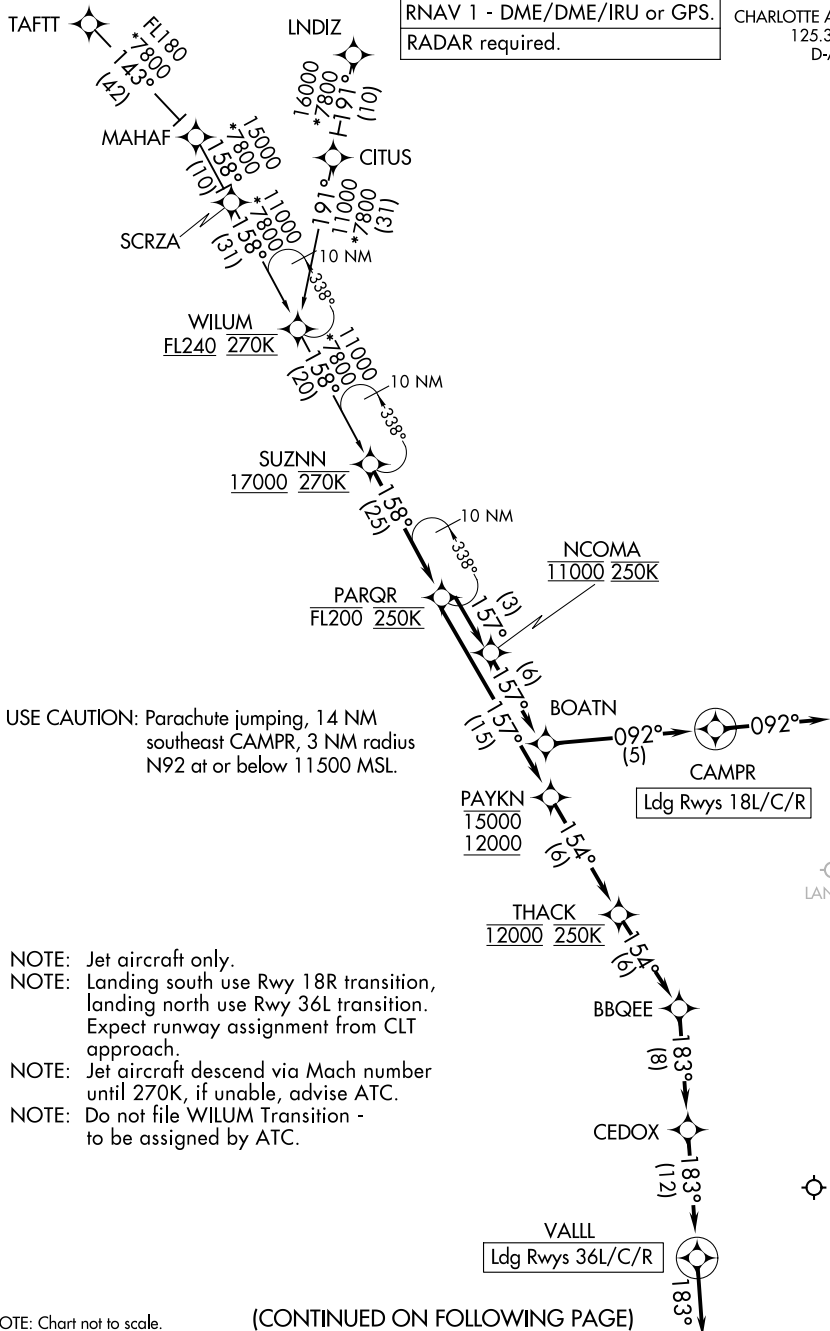 RNAV 1 - DME/DME/IRU or GPS.
RADAR required.
CHARLOTTE A
125.3
D-A
TAFTT
FL180
*7800
143°
(42)
LNDIZ
16000
*7800
191°
(10)
MAHAF
15000
*7800
158°
(10)
CITUS
191°
11000
*7800
(31)
SCRZA
11000
*7800
158°
(31)
10 NM
338°
WILUM
FL240 270K
11000
*7800
158°
(20)
10 NM
338°
SUZNN
17000 270K
158°
(25)
10 NM
338°
NCOMA
11000 250K
PARQR
FL200 250K
(3)
157°
(6)
157°
157°
(15)
BOATN
092°
(5)
092°
CAMPR
Ldg Rwys 18L/C/R
USE CAUTION: Parachute jumping, 14 NM
southeast CAMPR, 3 NM radius
N92 at or below 11500 MSL.
PAYKN
15000
12000
154°
(6)
LAN
THACK
12000 250K
154°
(6)
NOTE: Jet aircraft only.
NOTE: Landing south use Rwy 18R transition,
landing north use Rwy 36L transition.
Expect runway assignment from CLT
approach.
NOTE: Jet aircraft descend via Mach number
until 270K, if unable, advise ATC.
NOTE: Do not file WILUM Transition -
to be assigned by ATC.
BBQEE
183°
(8)
CEDOX
183°
(12)
VALLL
Ldg Rwys 36L/C/R
183°
OTE: Chart not to scale.
(CONTINUED ON FOLLOWING PAGE)